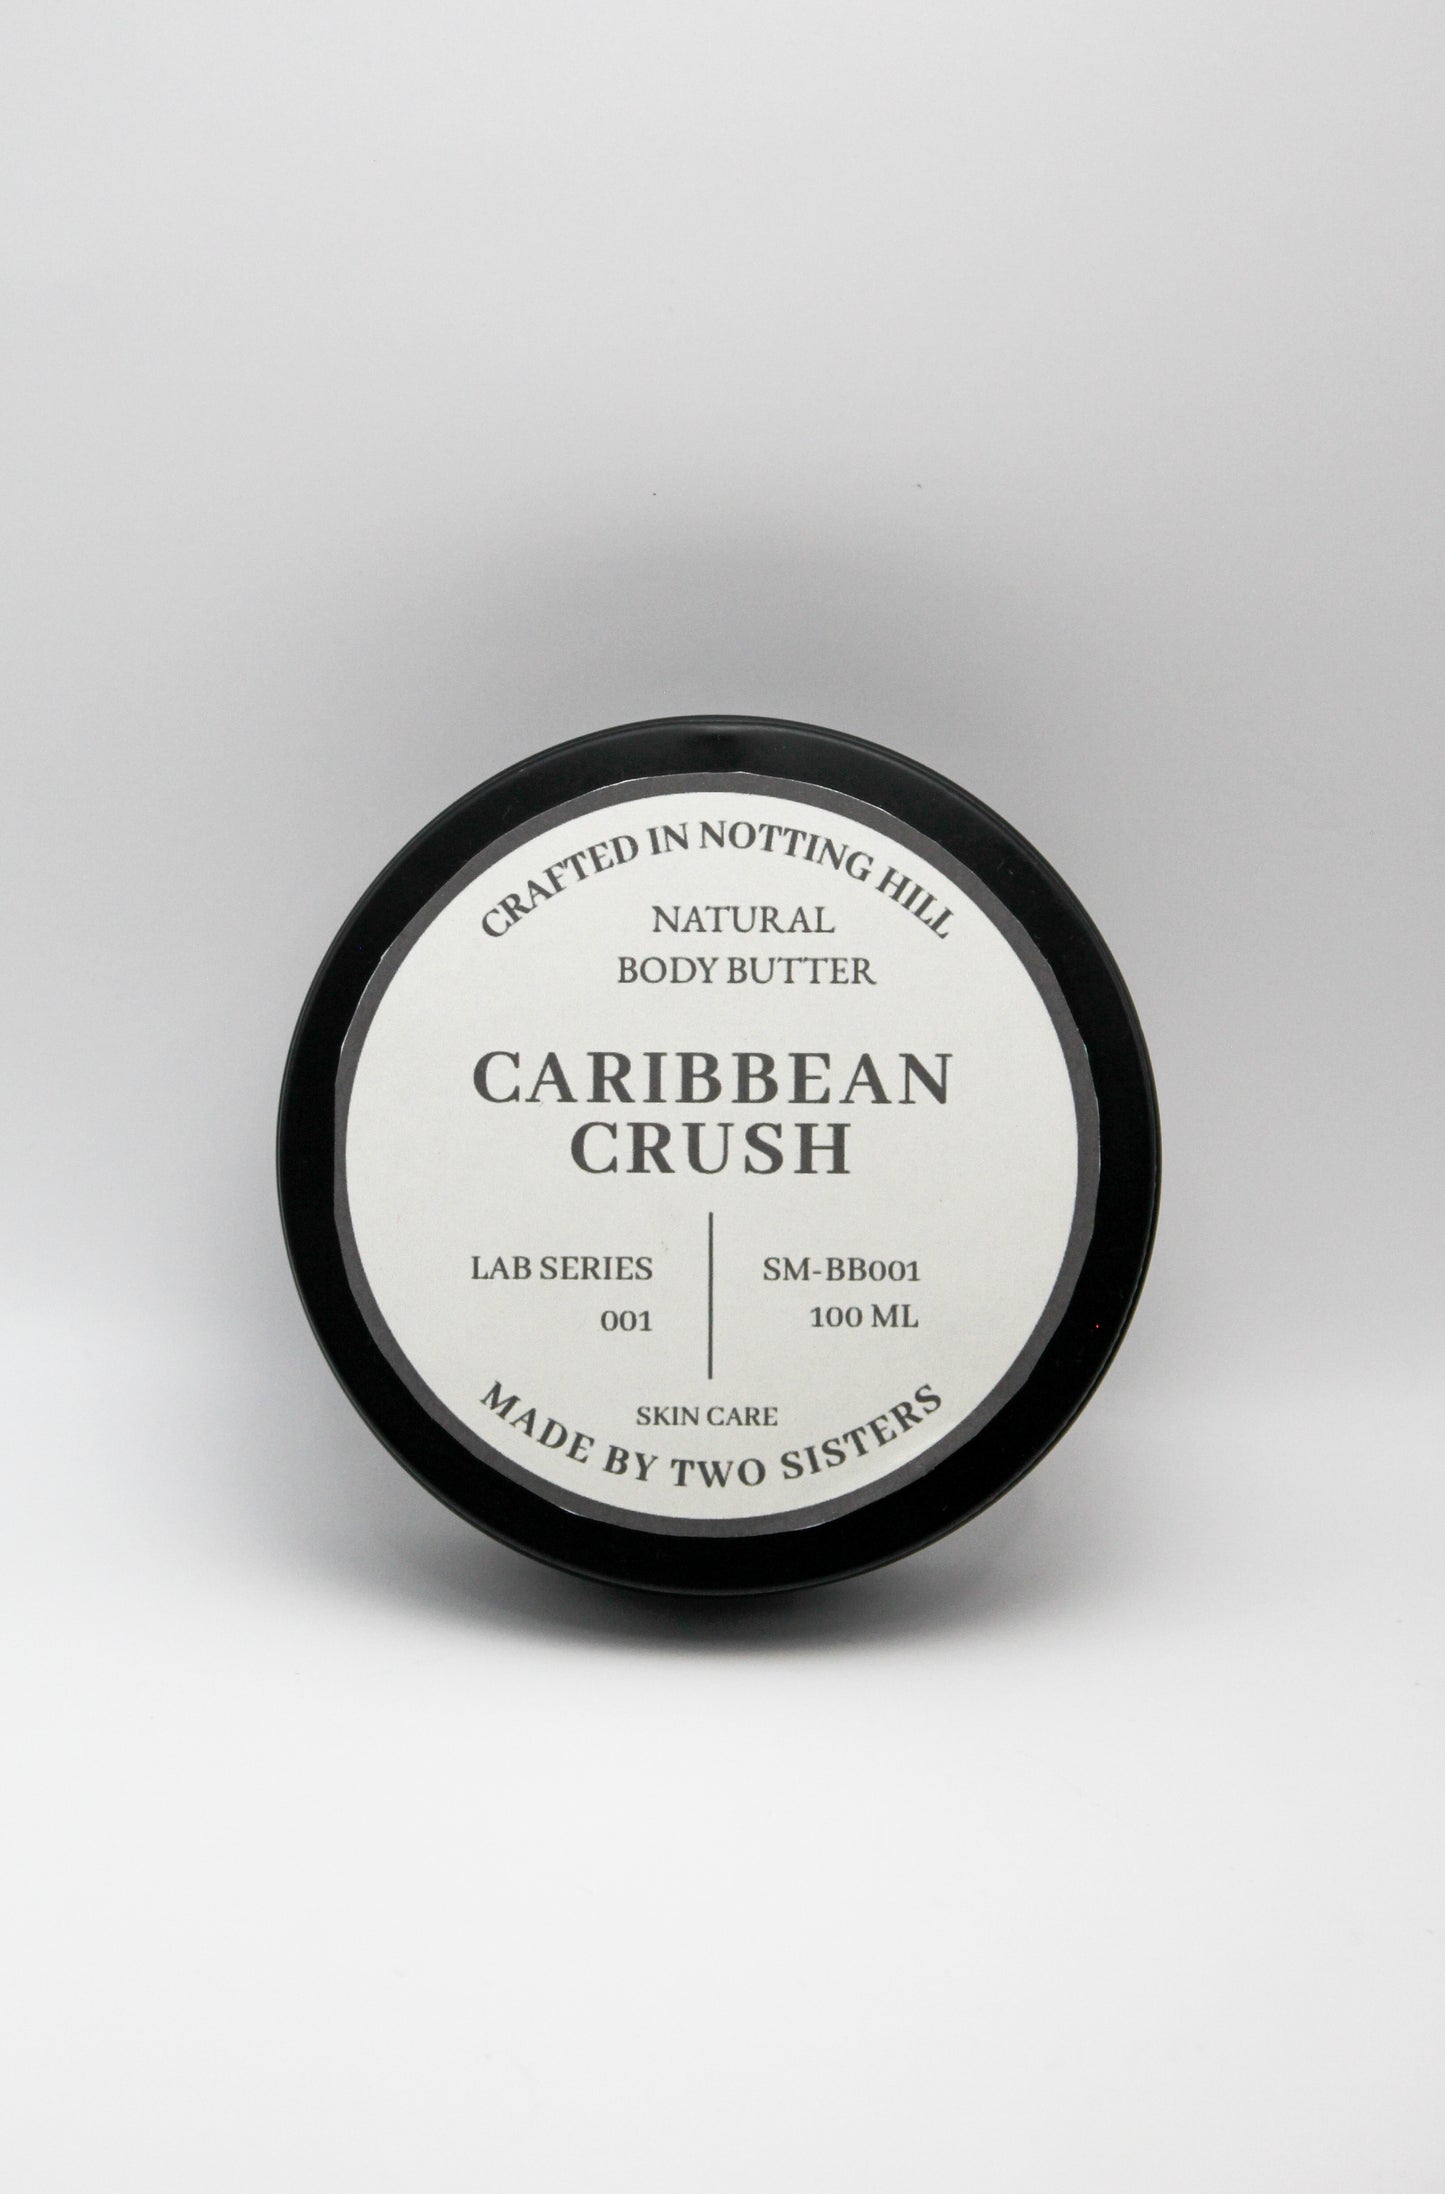 CRAFTED IN NOTTING HILL
NATURAL
BODY BUTTER
CARIBBEAN
CRUSH
LAB SERIES
001
SM-BB001
100 ML
SKIN CARE
MADE BY TWO SISTERS